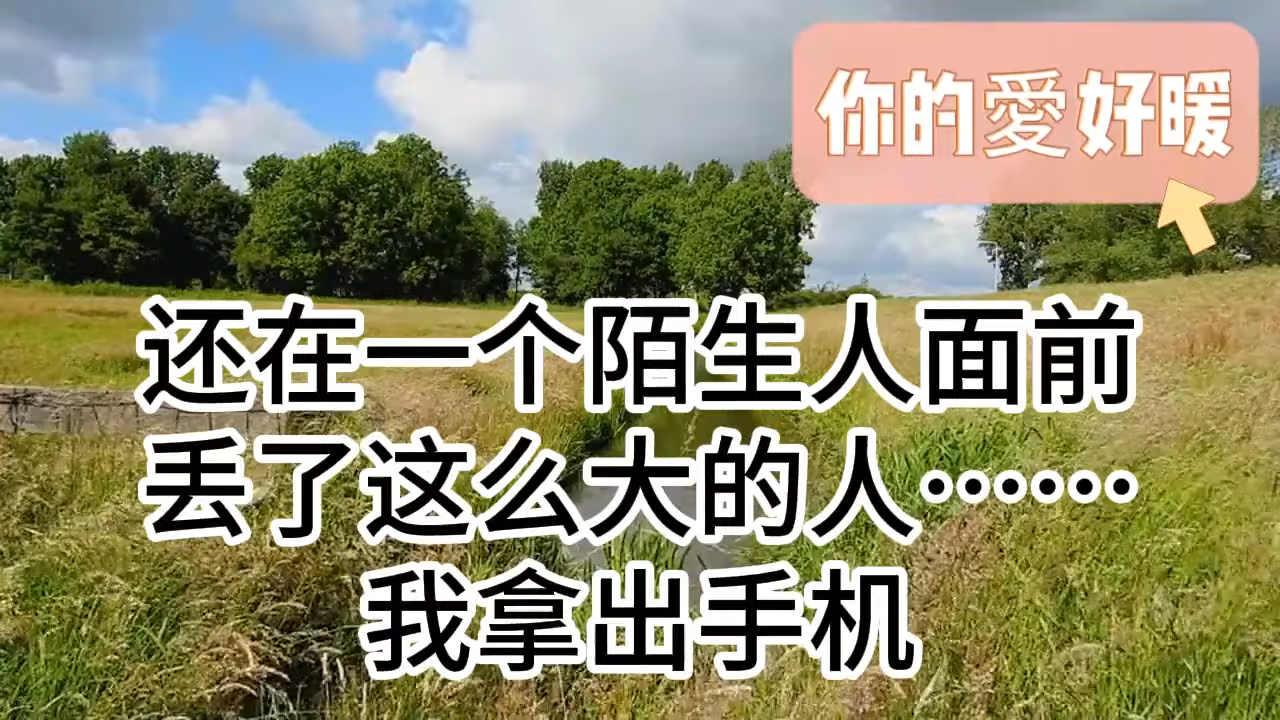 你的愛好暖
还在一个陌生人面前
丢了这么大的人……
我拿出手机